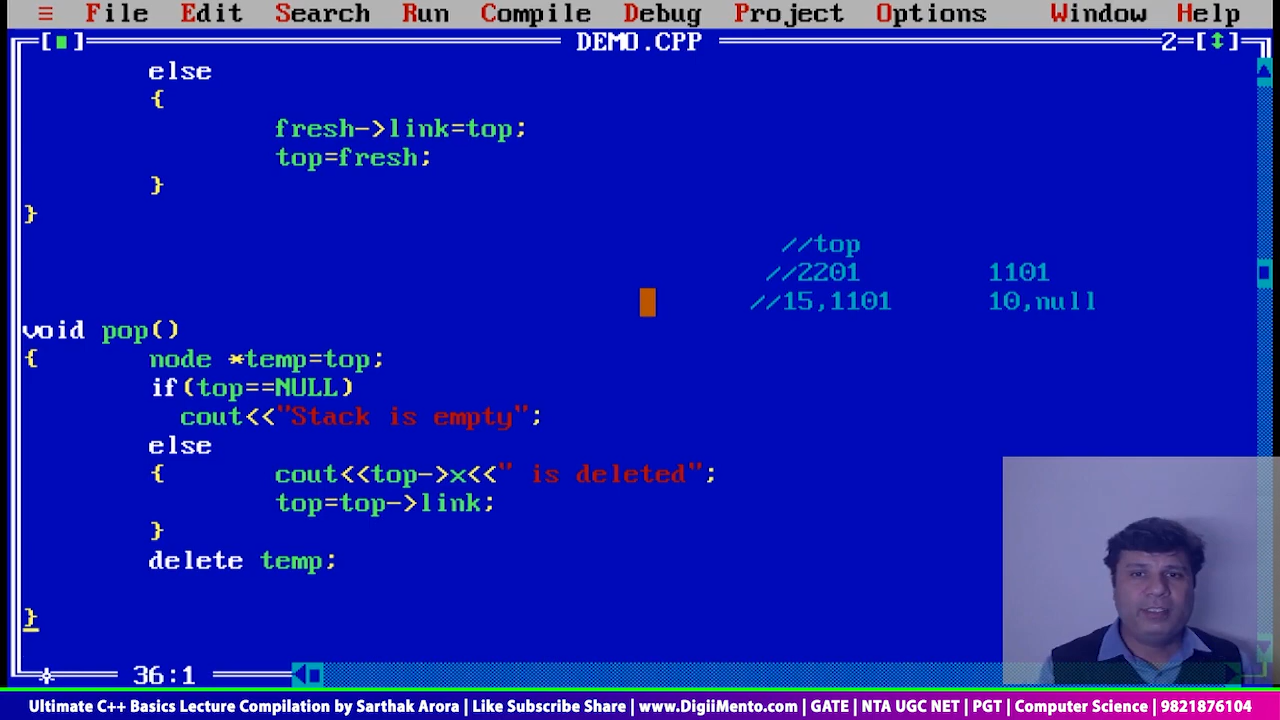 ≡ File Edit Search Run Compile Debug Project Options Window Help
[■] DEMO.CPP 2=[↕]
else
{
fresh->link=top;
top=fresh;
}
}
//top
//2201 1101
//15,1101 10,null
void pop()
{ node *temp=top;
if(top==NULL)
cout<<"Stack is empty";
else
{ cout<<top->x<<" is deleted";
top=top->link;
}
delete temp;
}
36:1
Ultimate C++ Basics Lecture Compilation by Sarthak Arora | Like Subscribe Share | www.DigiiMento.com | GATE | NTA UGC NET | PGT | Computer Science | 9821876104